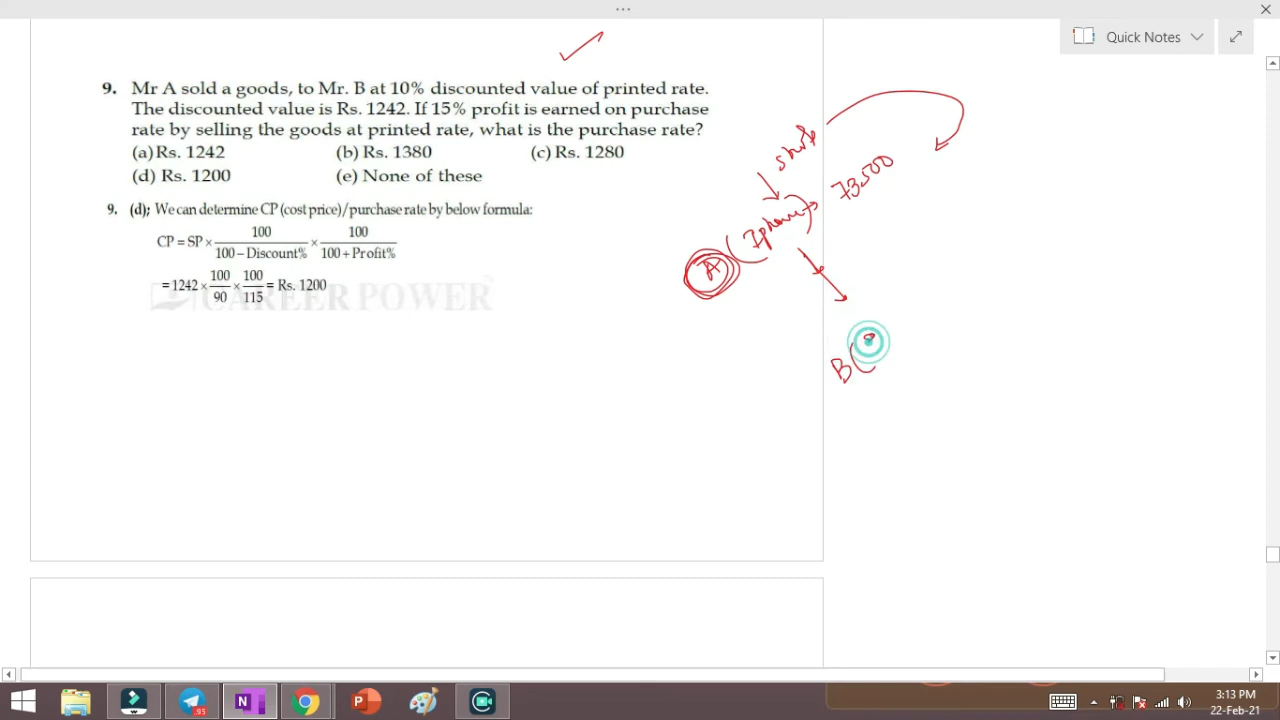 Quick Notes
9. Mr A sold a goods, to Mr. B at 10% discounted value of printed rate.
The discounted value is Rs. 1242. If 15% profit is earned on purchase
rate by selling the goods at printed rate, what is the purchase rate?
(a)Rs. 1242 (b) Rs. 1380 (c) Rs. 1280
(d) Rs. 1200 (e) None of these
9. (d); We can determine CP (cost price)/purchase rate by below formula:
CP = SP × 100/(100 – Discount%) × 100/(100 + Profit%)
= 1242 × 100/90 × 100/115 = Rs. 1200
CAREER POWER
73,500
A
B(
P
.95
N
3:13 PM
22-Feb-21